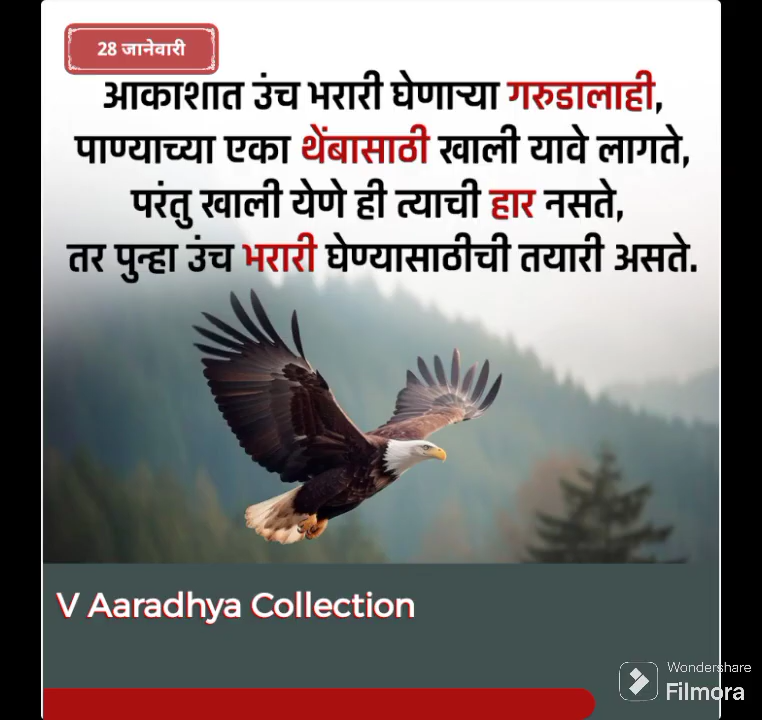 28 जानेवारी
आकाशात उंच भरारी घेणाऱ्या गरुडालाही,
पाण्याच्या एका थेंबासाठी खाली यावे लागते,
परंतु खाली येणे ही त्याची हार नसते,
तर पुन्हा उंच भरारी घेण्यासाठीची तयारी असते.
V Aaradhya Collection
Wondershare
Filmora